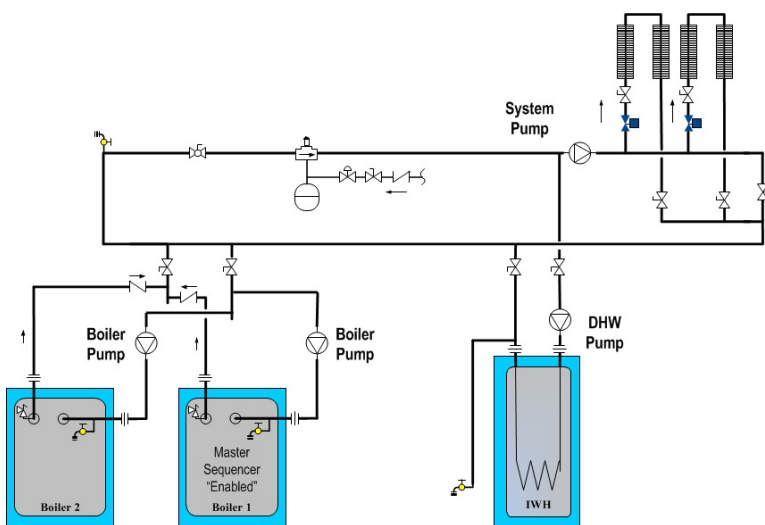 System
Pump
Boiler
Pump
Boiler
Pump
DHW
Pump
Master
Sequencer
"Enabled"
Boiler 2
Boiler 1
IWH